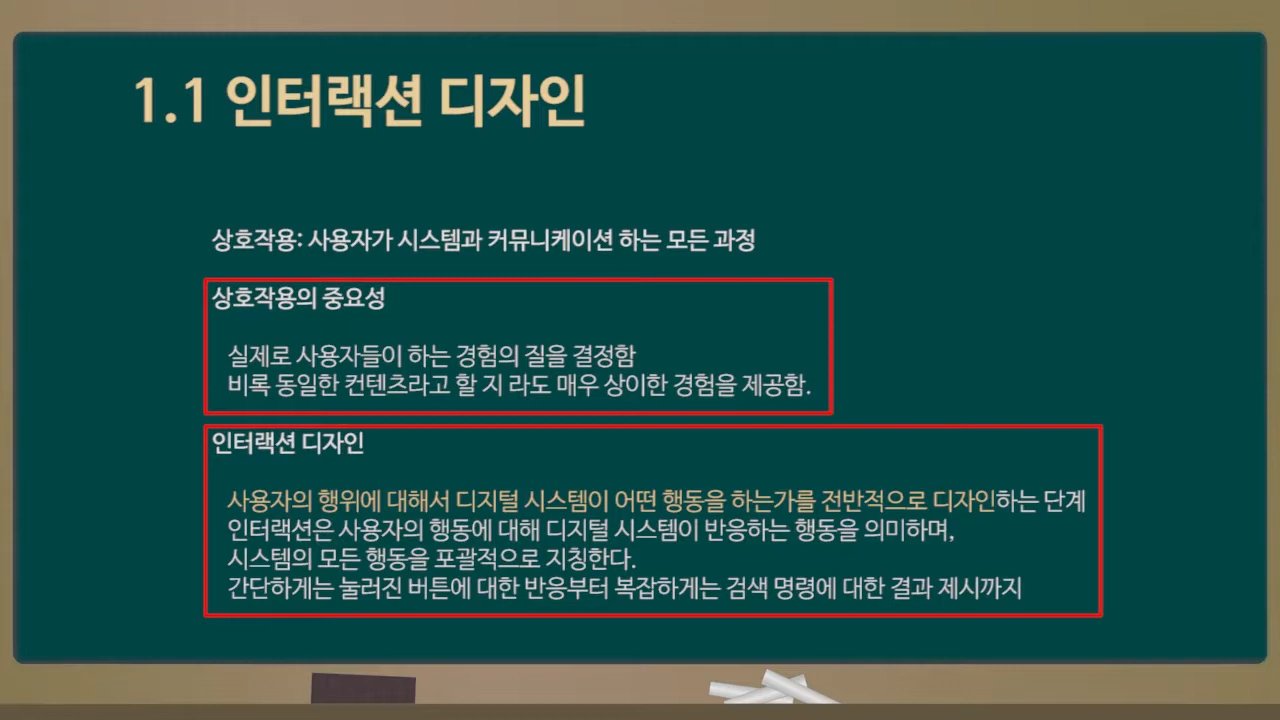 1.1 인터랙션 디자인
상호작용: 사용자가 시스템과 커뮤니케이션 하는 모든 과정
상호작용의 중요성
실제로 사용자들이 하는 경험의 질을 결정함
비록 동일한 컨텐츠라고 할 지 라도 매우 상이한 경험을 제공함.
인터랙션 디자인
사용자의 행위에 대해서 디지털 시스템이 어떤 행동을 하는가를 전반적으로 디자인하는 단계
인터랙션은 사용자의 행동에 대해 디지털 시스템이 반응하는 행동을 의미하며,
시스템의 모든 행동을 포괄적으로 지칭한다.
간단하게는 눌러진 버튼에 대한 반응부터 복잡하게는 검색 명령에 대한 결과 제시까지